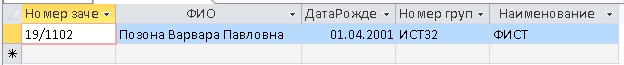 Номер заче ФИО ДатаРожде Номер груп Наименование
19/1102 Позона Варвара Павловна 01.04.2001 ИСТ32 ФИСТ
*